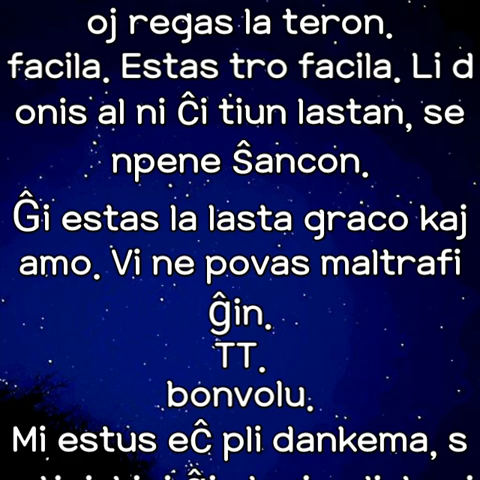 oj regas la teron.
facila. Estas tro facila. Li d
onis al ni Ĉi tiun lastan, se
npene Ŝancon.
Ĝi estas la lasta graco kaj
amo. Vi ne povas maltrafi
ĝin.
TT.
bonvolu.
Mi estus eĈ pli dankema, s